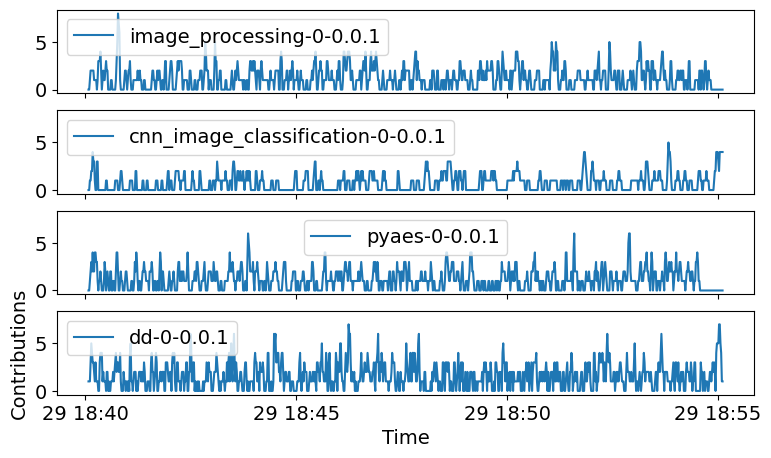 image_processing-0-0.0.1
5
0
cnn_image_classification-0-0.0.1
5
0
pyaes-0-0.0.1
5
0
dd-0-0.0.1
5
0
Contributions
29 18:40 29 18:45 29 18:50 29 18:55
Time